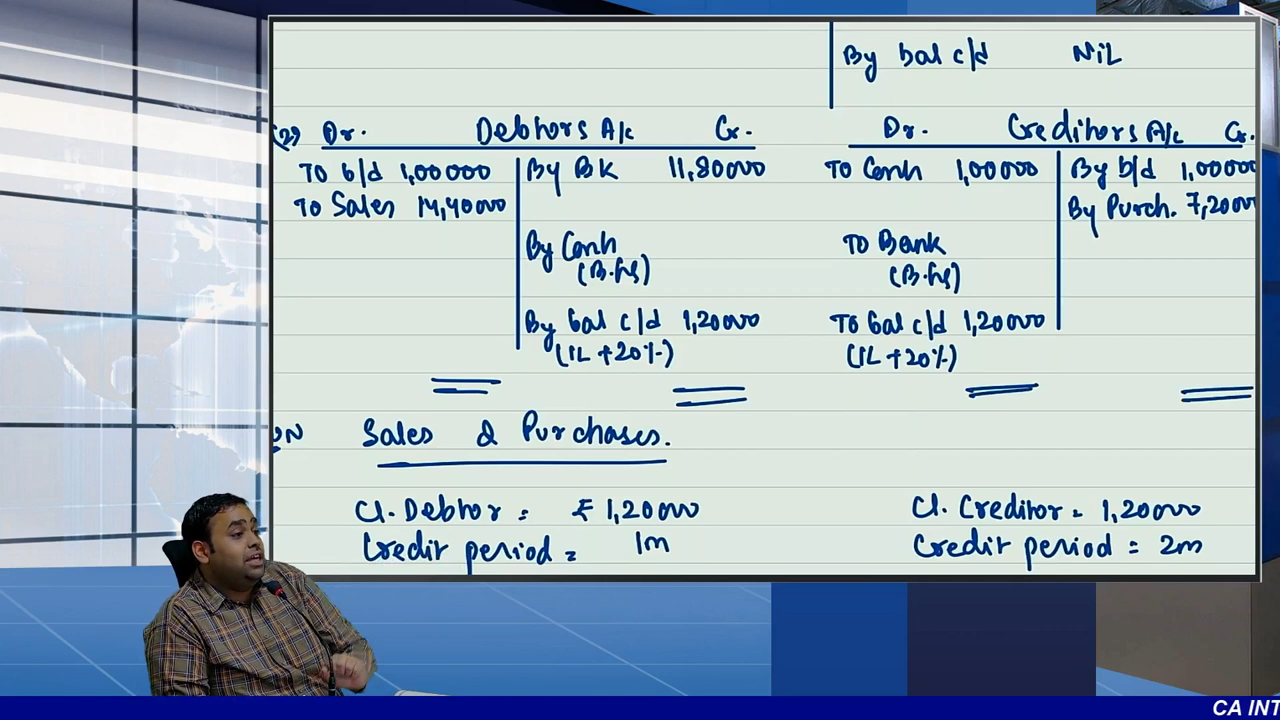 By bal c/d NiL
(2) Dr. Debtors A/c Cr.
To b/d 1,00000
By Bk 11,80000
To Sales 14,40000
By Cash
(B.fig)
By bal c/d 1,20000
(1L + 20%)
Dr. Creditors A/c Cr.
To Cash 1,00000
By b/d 1,00000
By Purch. 7,2000
To Bank
(B.fig)
To bal c/d 1,20000
(1L + 20%)
Sales & Purchases.
Cl. Debtor = ₹ 1,20000
Credit period = 1m
Cl. Creditor = 1,20000
Credit period = 2m
CA INT